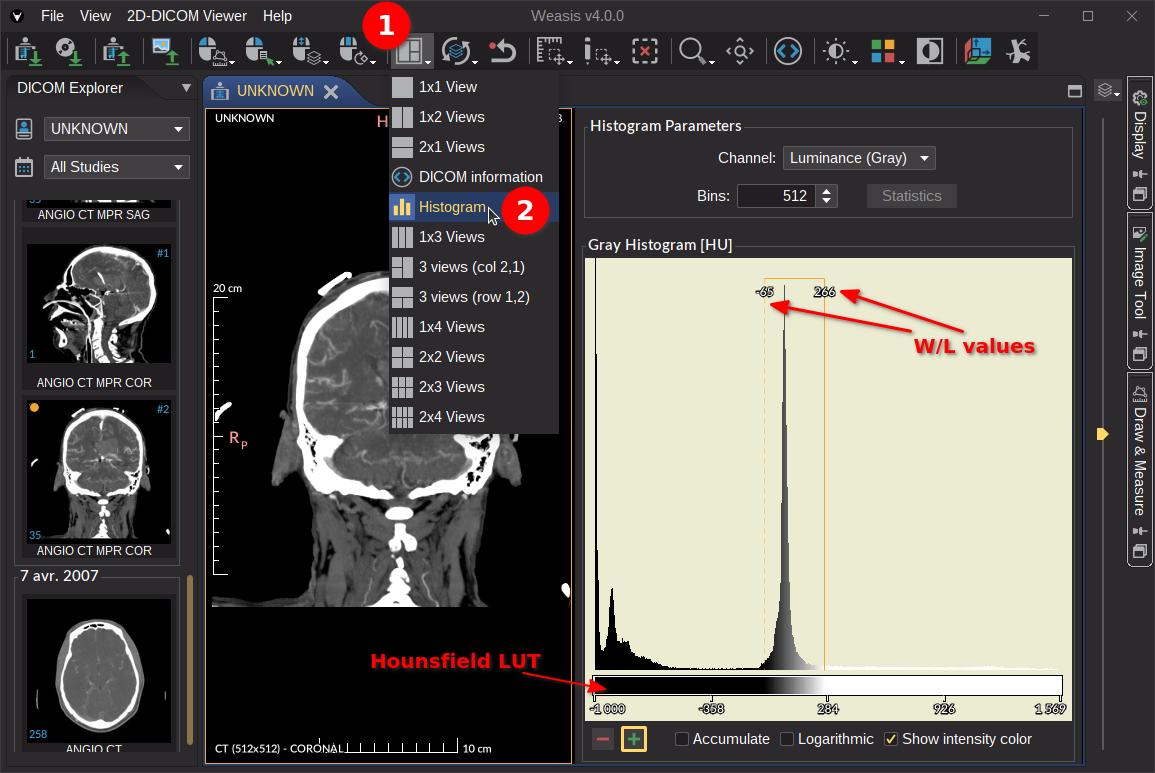 File View 2D-DICOM Viewer Help
Weasis v4.0.0
1
DICOM Explorer
UNKNOWN
All Studies
ANGIO CT MPR SAG
#1
1
ANGIO CT MPR COR
#2
35
ANGIO CT MPR COR
7 avr. 2007
258
ANGIO CT
UNKNOWN
UNKNOWN
H
20 cm
R P
CT (512x512) - CORONAL
10 cm
1x1 View
1x2 Views
2x1 Views
DICOM information
Histogram
2
1x3 Views
3 views (col 2,1)
3 views (row 1,2)
1x4 Views
2x2 Views
2x3 Views
2x4 Views
Hounsfield LUT
Histogram Parameters
Channel: Luminance (Gray)
Bins: 512 Statistics
Gray Histogram [HU]
-65 266
W/L values
-1 000 -358 284 926 1 569
Accumulate Logarithmic Show intensity color
Display
Image Tool
Draw & Measure